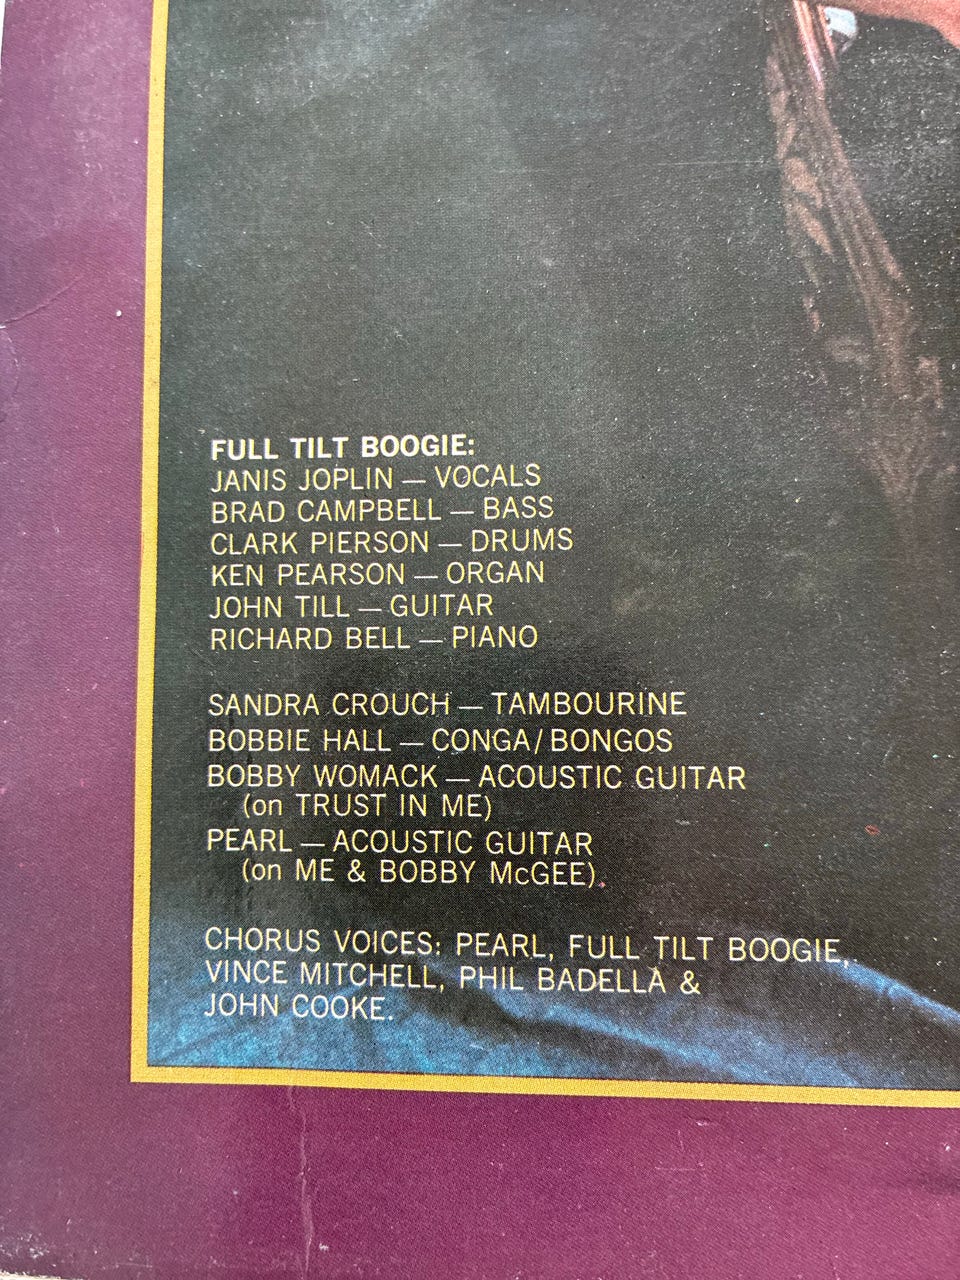 FULL TILT BOOGIE:
JANIS JOPLIN — VOCALS
BRAD CAMPBELL — BASS
CLARK PIERSON — DRUMS
KEN PEARSON — ORGAN
JOHN TILL — GUITAR
RICHARD BELL — PIANO
SANDRA CROUCH — TAMBOURINE
BOBBIE HALL — CONGA/BONGOS
BOBBY WOMACK — ACOUSTIC GUITAR
(on TRUST IN ME)
PEARL — ACOUSTIC GUITAR
(on ME & BOBBY McGEE)
CHORUS VOICES: PEARL, FULL TILT BOOGIE,
VINCE MITCHELL, PHIL BADELLA &
JOHN COOKE.